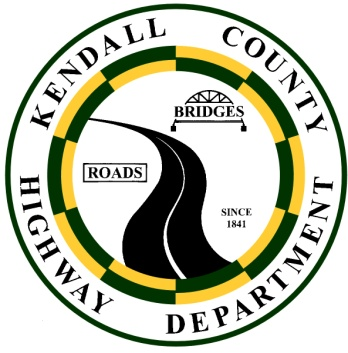 KENDALL COUNTY
HIGHWAY DEPARTMENT
BRIDGES
ROADS
SINCE
1841